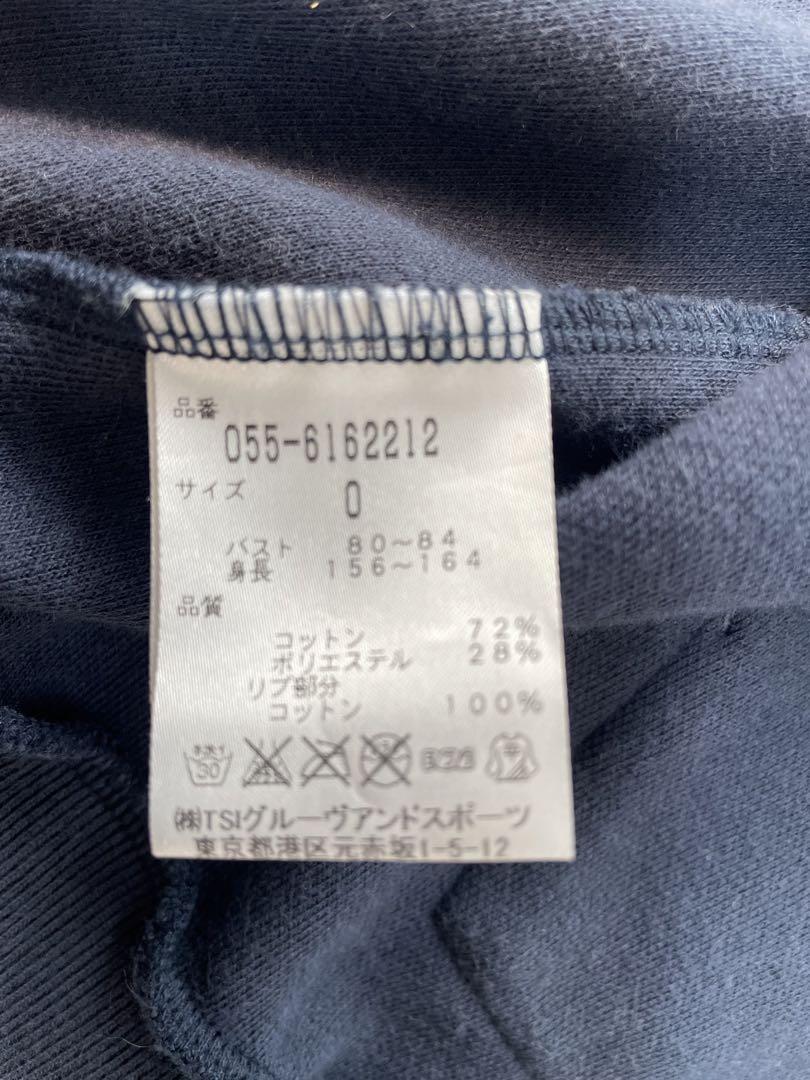 品番
055-6162212
サイズ
0
バスト 80～84
身長 156～164
品質
コットン 72%
ポリエステル 28%
リブ部分
コットン 100%
30
㈱TSIグルーヴアンドスポーツ
東京都港区元赤坂1-5-12